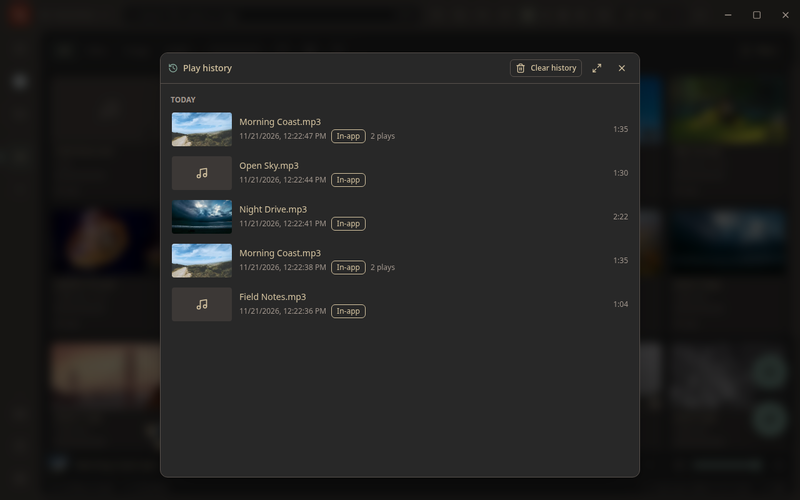 Play history
Clear history
TODAY
Morning Coast.mp3
11/21/2026, 12:22:47 PM In-app 2 plays
1:35
Open Sky.mp3
11/21/2026, 12:22:44 PM In-app
1:30
Night Drive.mp3
11/21/2026, 12:22:41 PM In-app
2:22
Morning Coast.mp3
11/21/2026, 12:22:38 PM In-app 2 plays
1:35
Field Notes.mp3
11/21/2026, 12:22:36 PM In-app
1:04